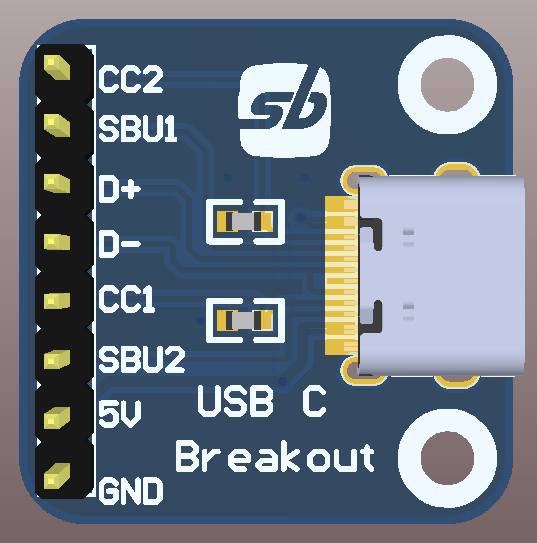 CC2
sb
SBU1
D+
D-
CC1
SBU2
5V
GND
USB C
Breakout